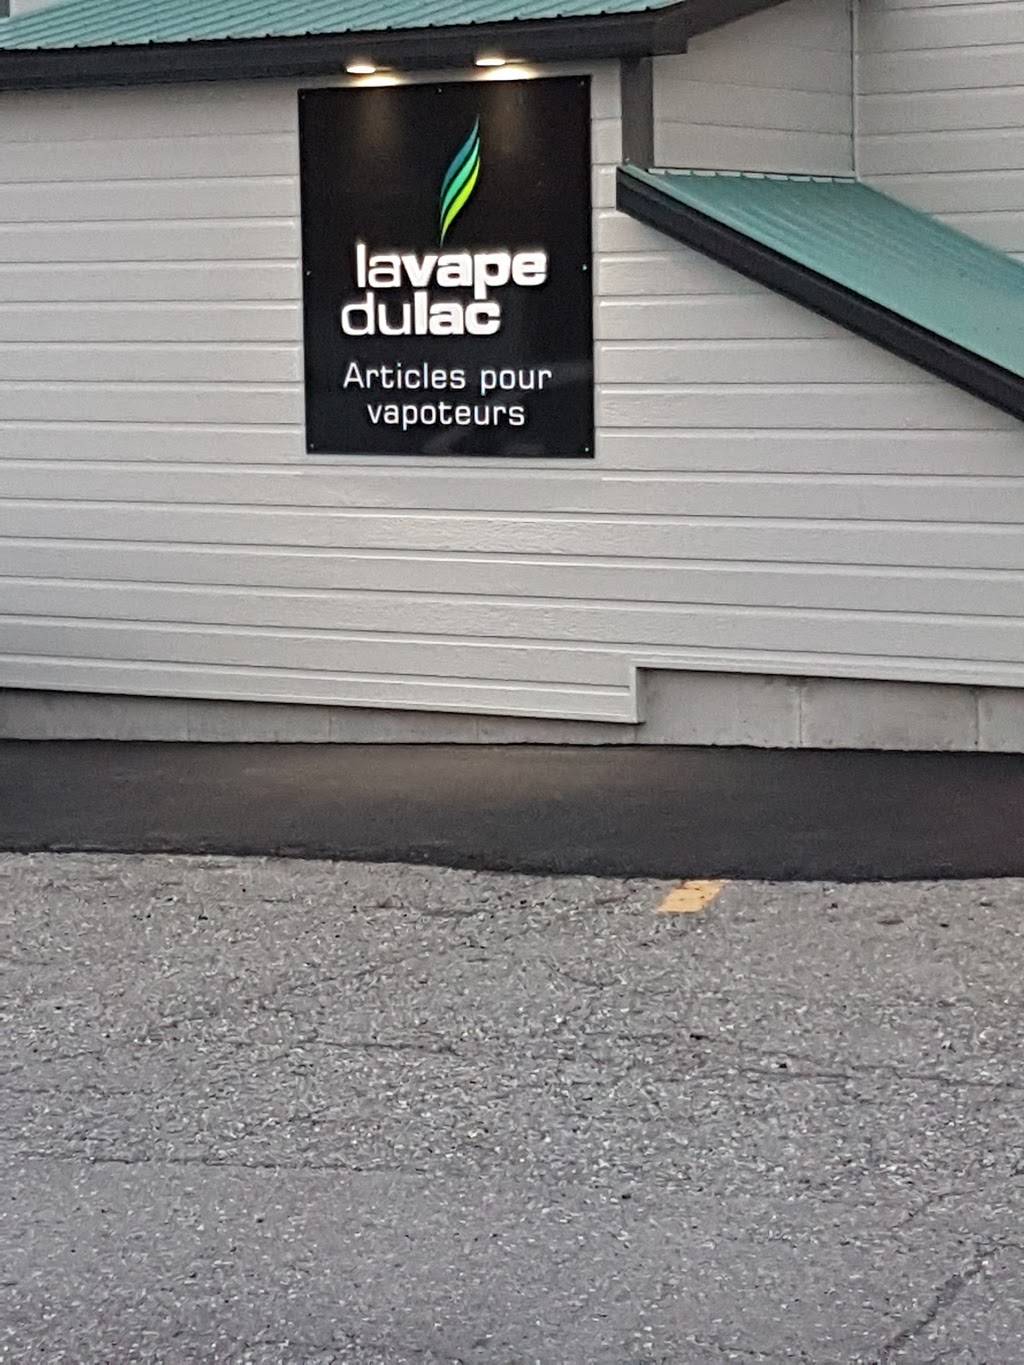 lavape
dulac
Articles pour
vapoteurs